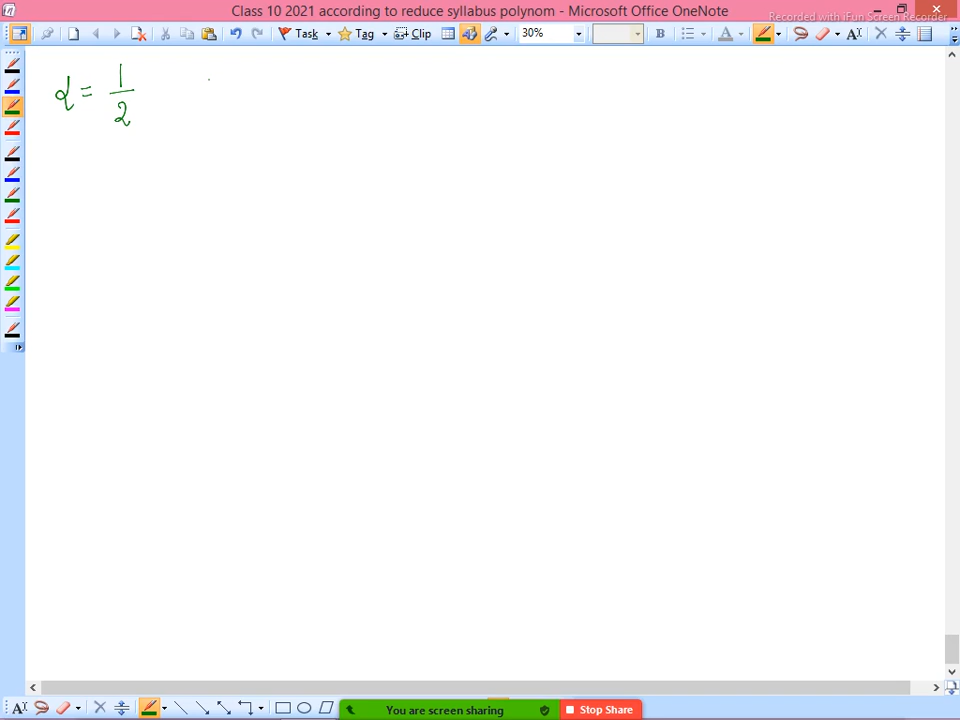 Class 10 2021 according to reduce syllabus polynom - Microsoft Office OneNote
Recorded with iFun Screen Recorder
Task Tag Clip 30% B A A
α = 1/2
A You are screen sharing Stop Share